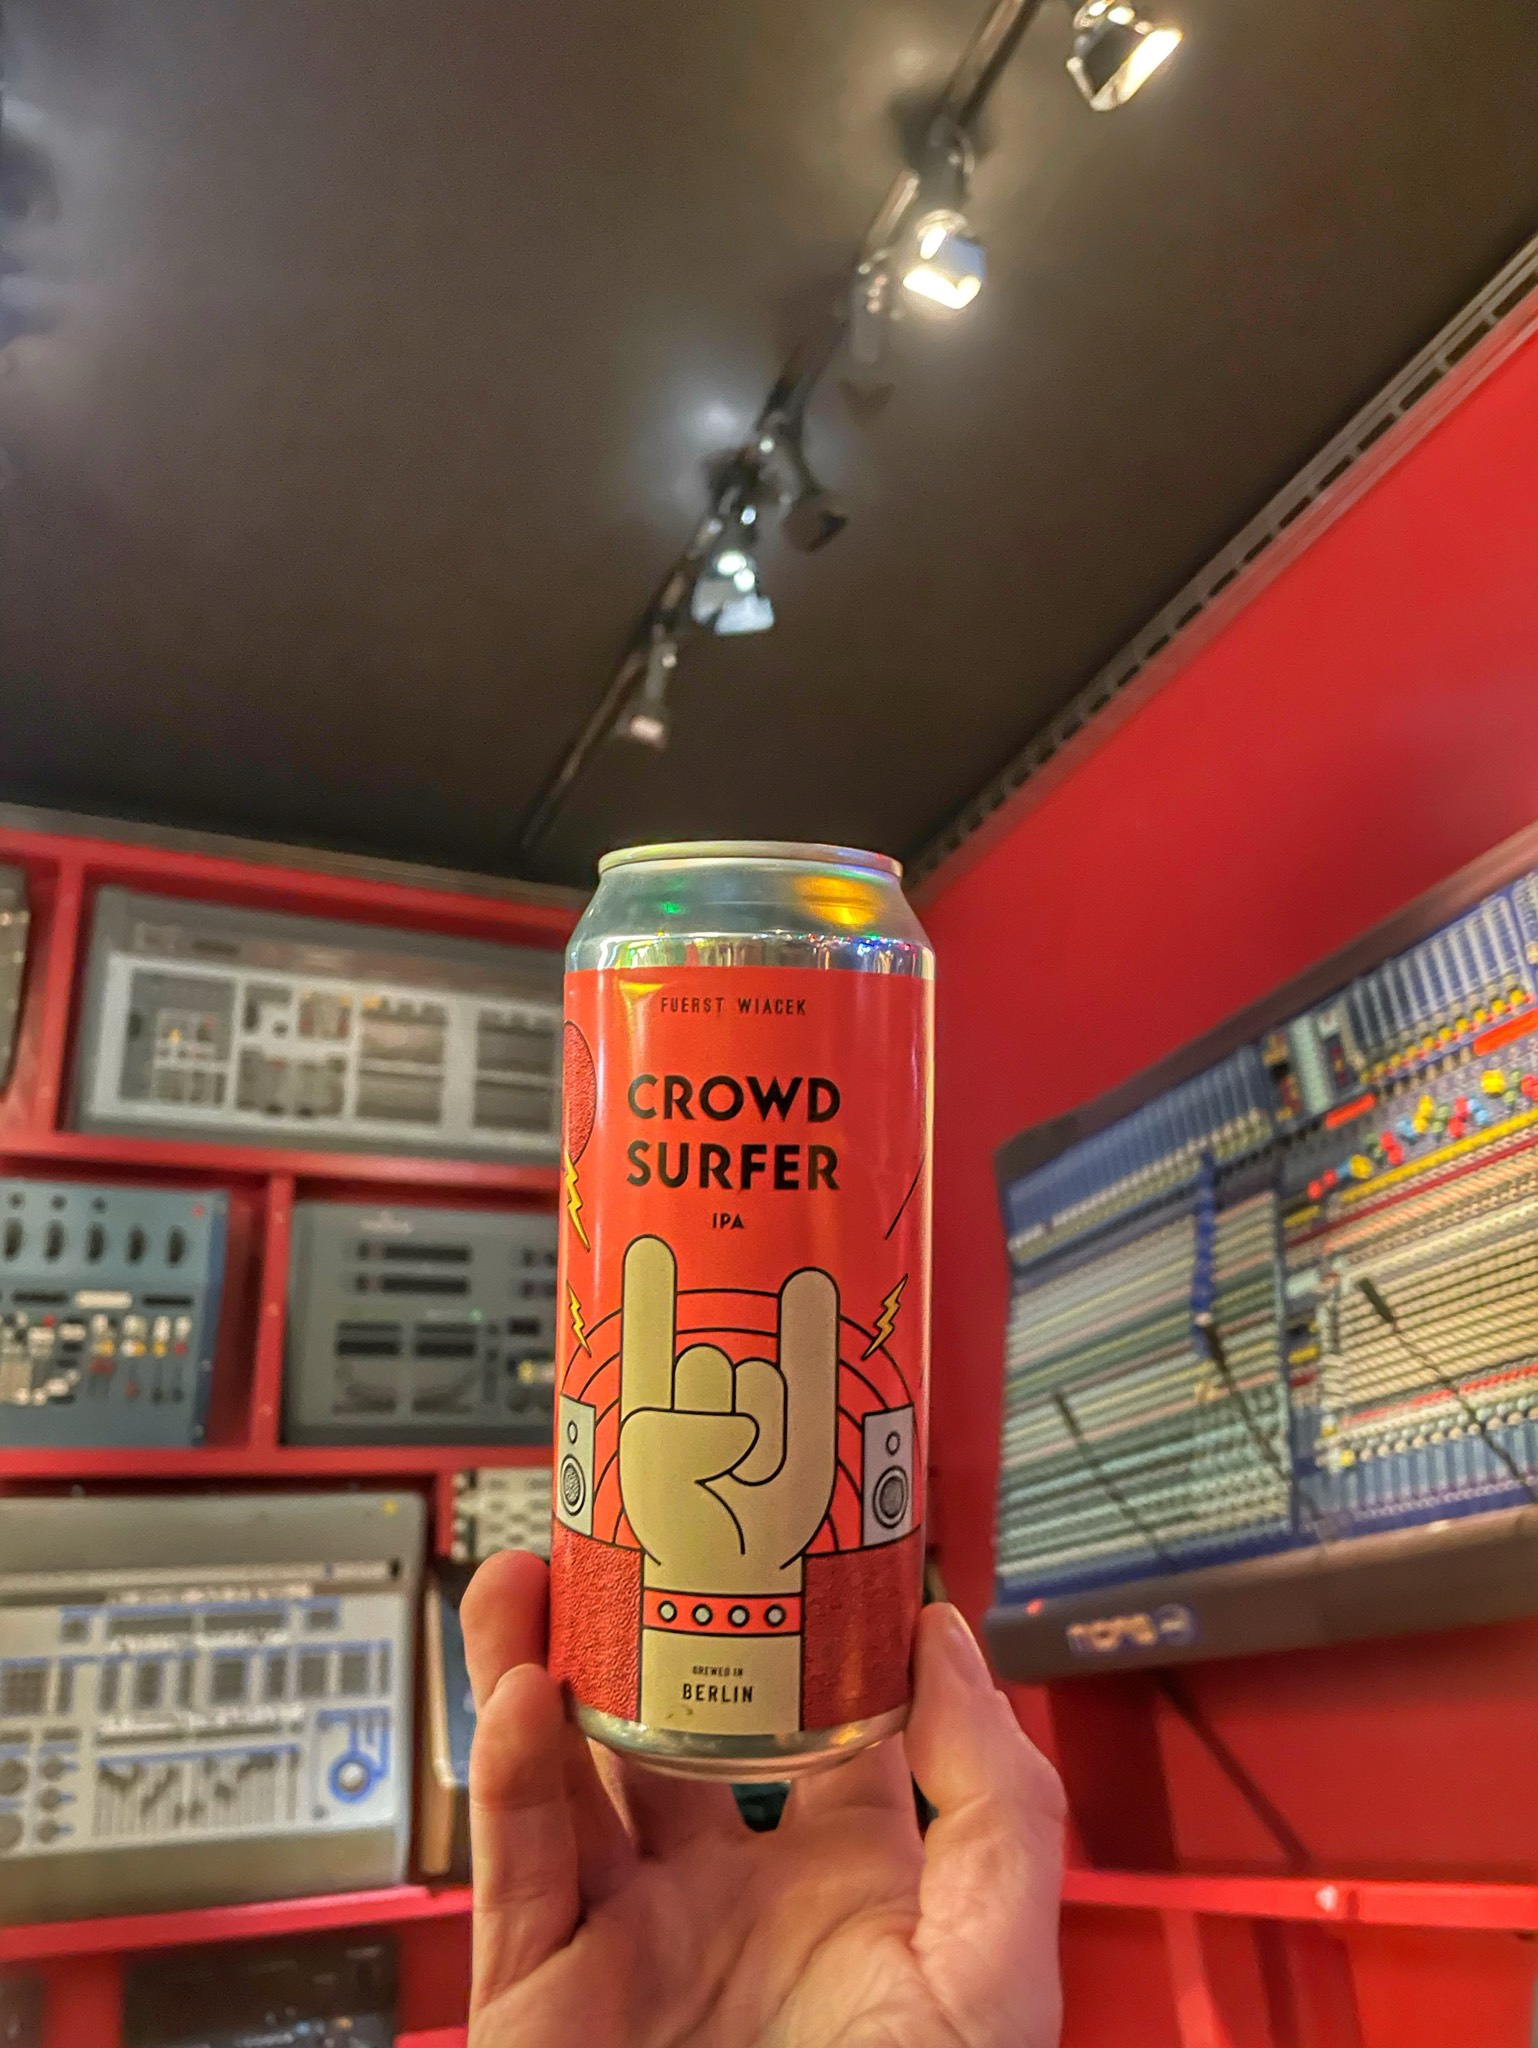 FUERST WIACEK
CROWD
SURFER
IPA
BREWED IN
BERLIN